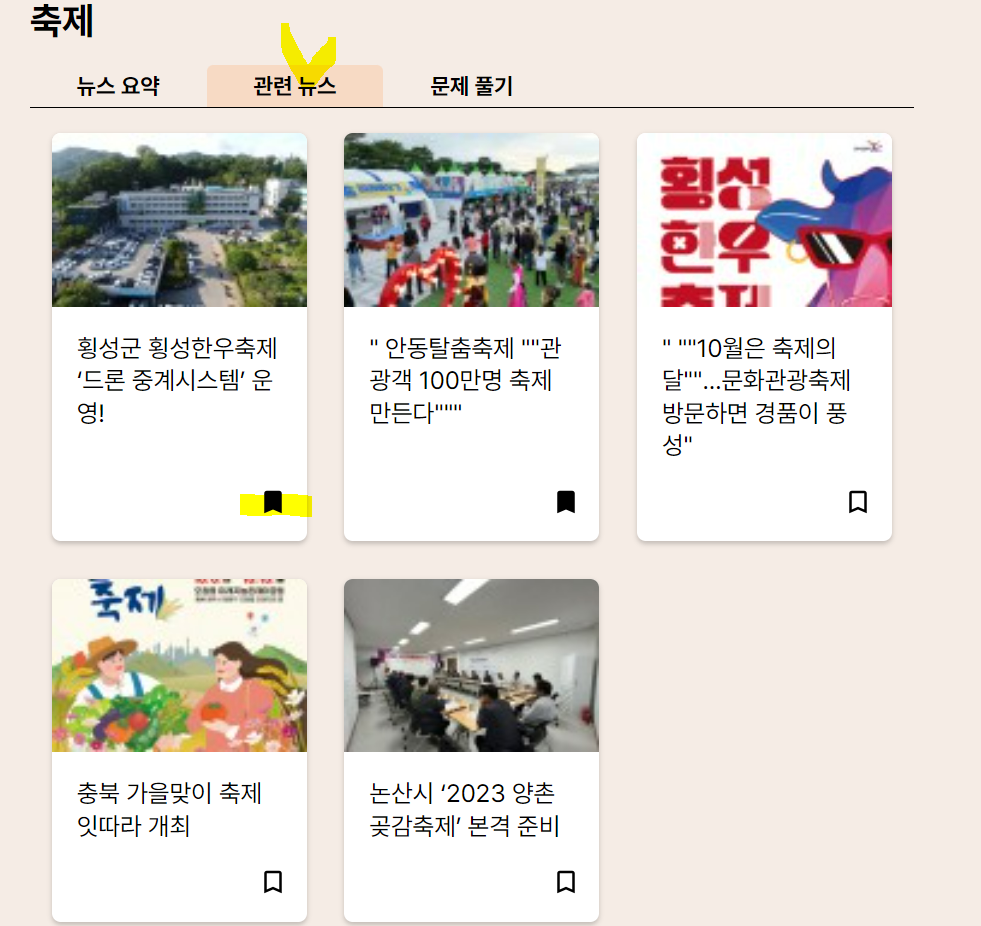 축제
뉴스 요약
관련 뉴스
문제 풀기
횡성
한우
축제
횡성군 횡성한우축제
‘드론 중계시스템’ 운
영!
" 안동탈춤축제 ""관
광객 100만명 축제
만든다"""
" ""10월은 축제의
달""…문화관광축제
방문하면 경품이 풍
성"
축제
충북 가을맞이 축제
잇따라 개최
논산시 ‘2023 양촌
곶감축제’ 본격 준비